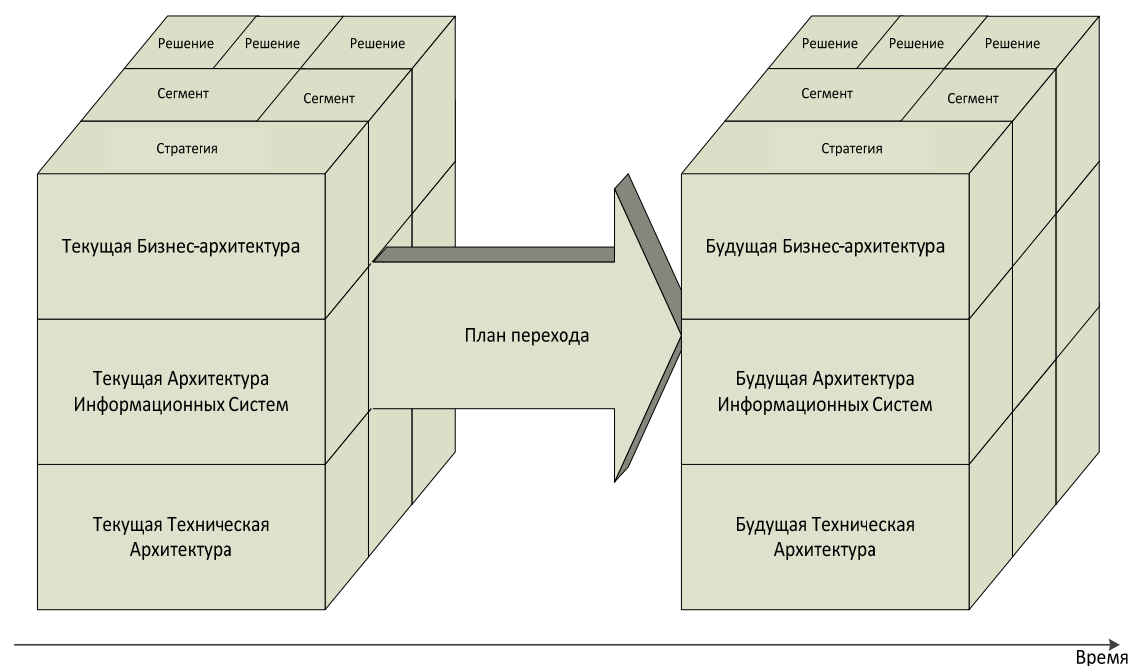 Решение Решение Решение
Сегмент Сегмент
Стратегия
Текущая Бизнес-архитектура
Текущая Архитектура
Информационных Систем
Текущая Техническая
Архитектура
План перехода
Решение Решение Решение
Сегмент Сегмент
Стратегия
Будущая Бизнес-архитектура
Будущая Архитектура
Информационных Систем
Будущая Техническая
Архитектура
Время